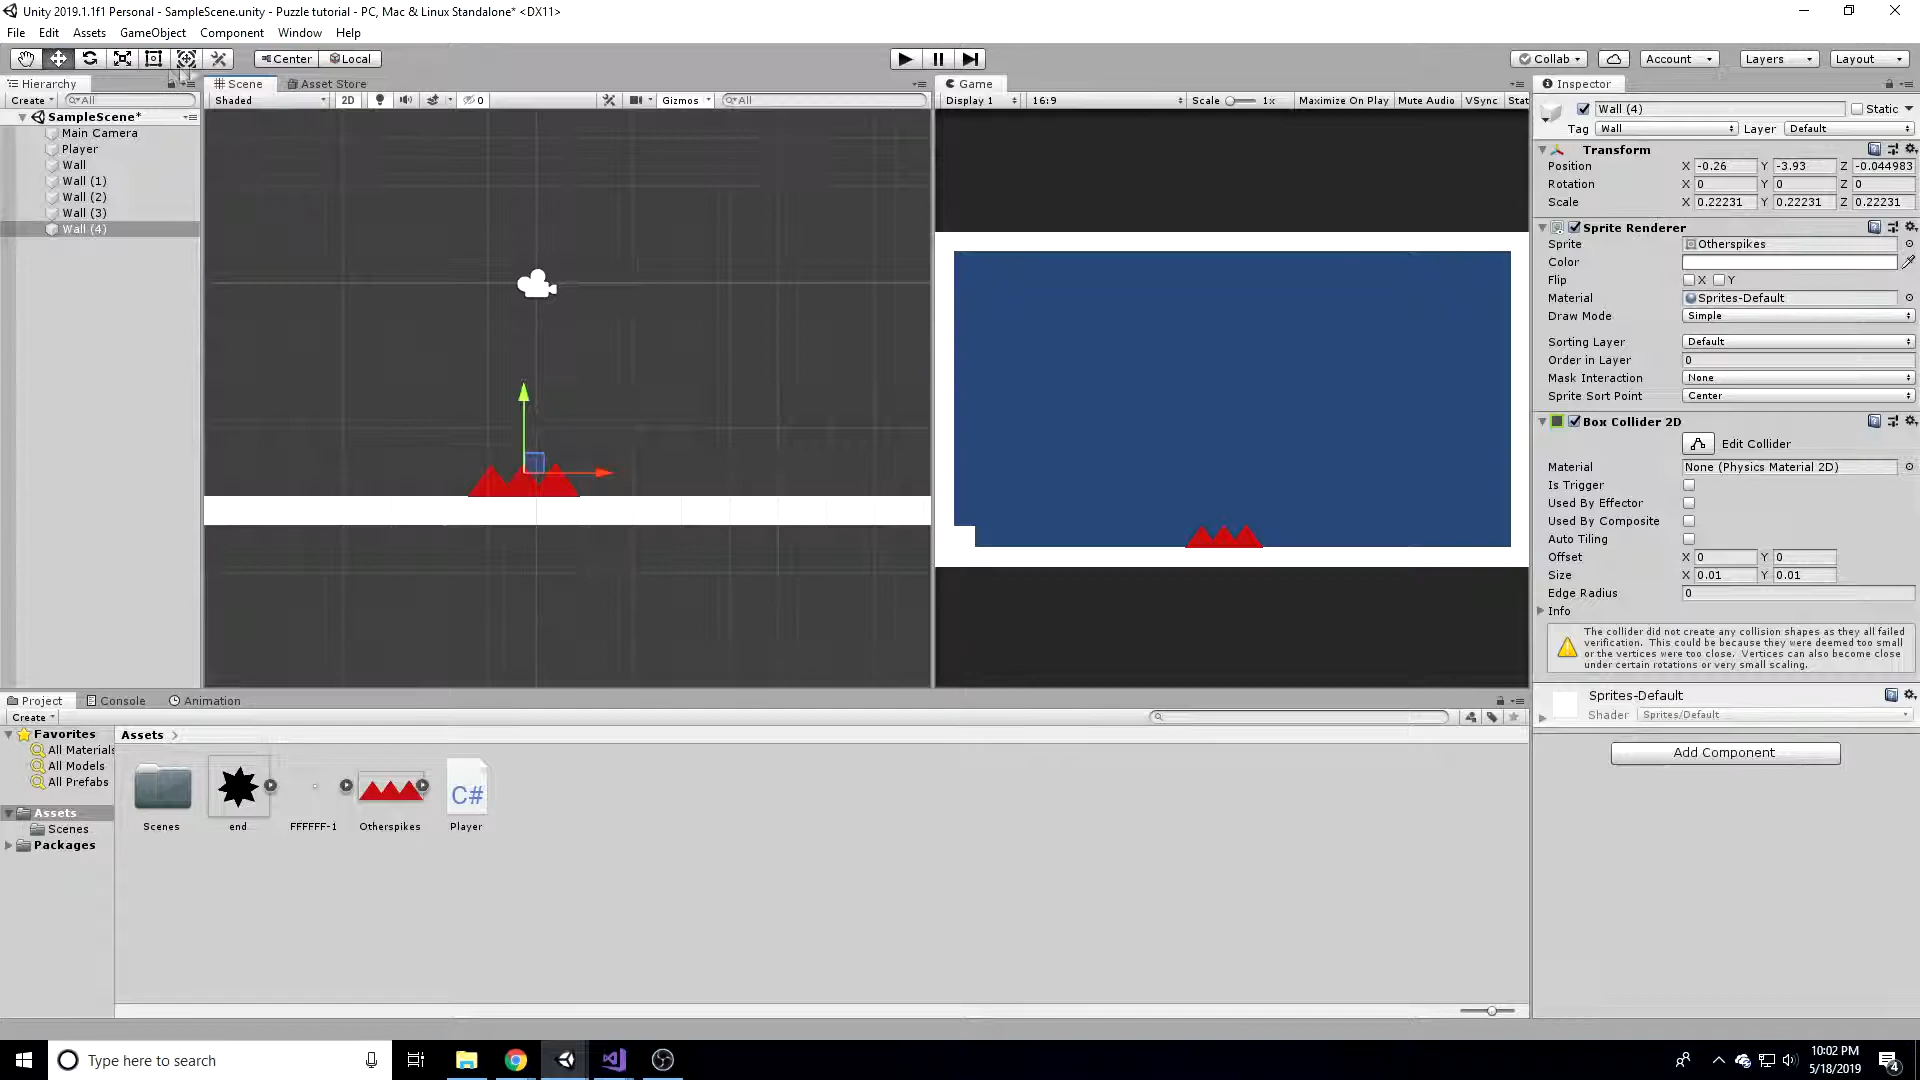 Unity 2019.1.1f1 Personal - SampleScene.unity - Puzzle tutorial - PC, Mac & Linux Standalone* <DX11>
File Edit Assets GameObject Component Window Help
Center Local
Collab Account Layers Layout
Hierarchy
Create All
SampleScene*
Main Camera
Player
Wall
Wall (1)
Wall (2)
Wall (3)
Wall (4)
Scene Asset Store
Shaded 2D 0 Gizmos All
Game
Display 1 16:9 Scale 1x Maximize On Play Mute Audio VSync Stat
Inspector
Wall (4) Static
Tag Wall Layer Default
Transform
Position X -0.26 Y -3.93 Z -0.044983
Rotation X 0 Y 0 Z 0
Scale X 0.22231 Y 0.22231 Z 0.22231
Sprite Renderer
Sprite Otherspikes
Color
Flip X Y
Material Sprites-Default
Draw Mode Simple
Sorting Layer Default
Order in Layer 0
Mask Interaction None
Sprite Sort Point Center
Box Collider 2D
Edit Collider
Material None (Physics Material 2D)
Is Trigger
Used By Effector
Used By Composite
Auto Tiling
Offset X 0 Y 0
Size X 0.01 Y 0.01
Edge Radius 0
Info
The collider did not create any collision shapes as they all failed
verification. This could be because they were deemed too small
or the vertices were too close. Vertices can also become close
under certain rotations or very small scaling.
Sprites-Default
Shader Sprites/Default
Add Component
Project Console Animation
Create
Favorites
All Materials
All Models
All Prefabs
Assets
Scenes
Packages
Assets
C#
Scenes end FFFFFF-1 Otherspikes Player
Type here to search
10:02 PM
5/18/2019
4